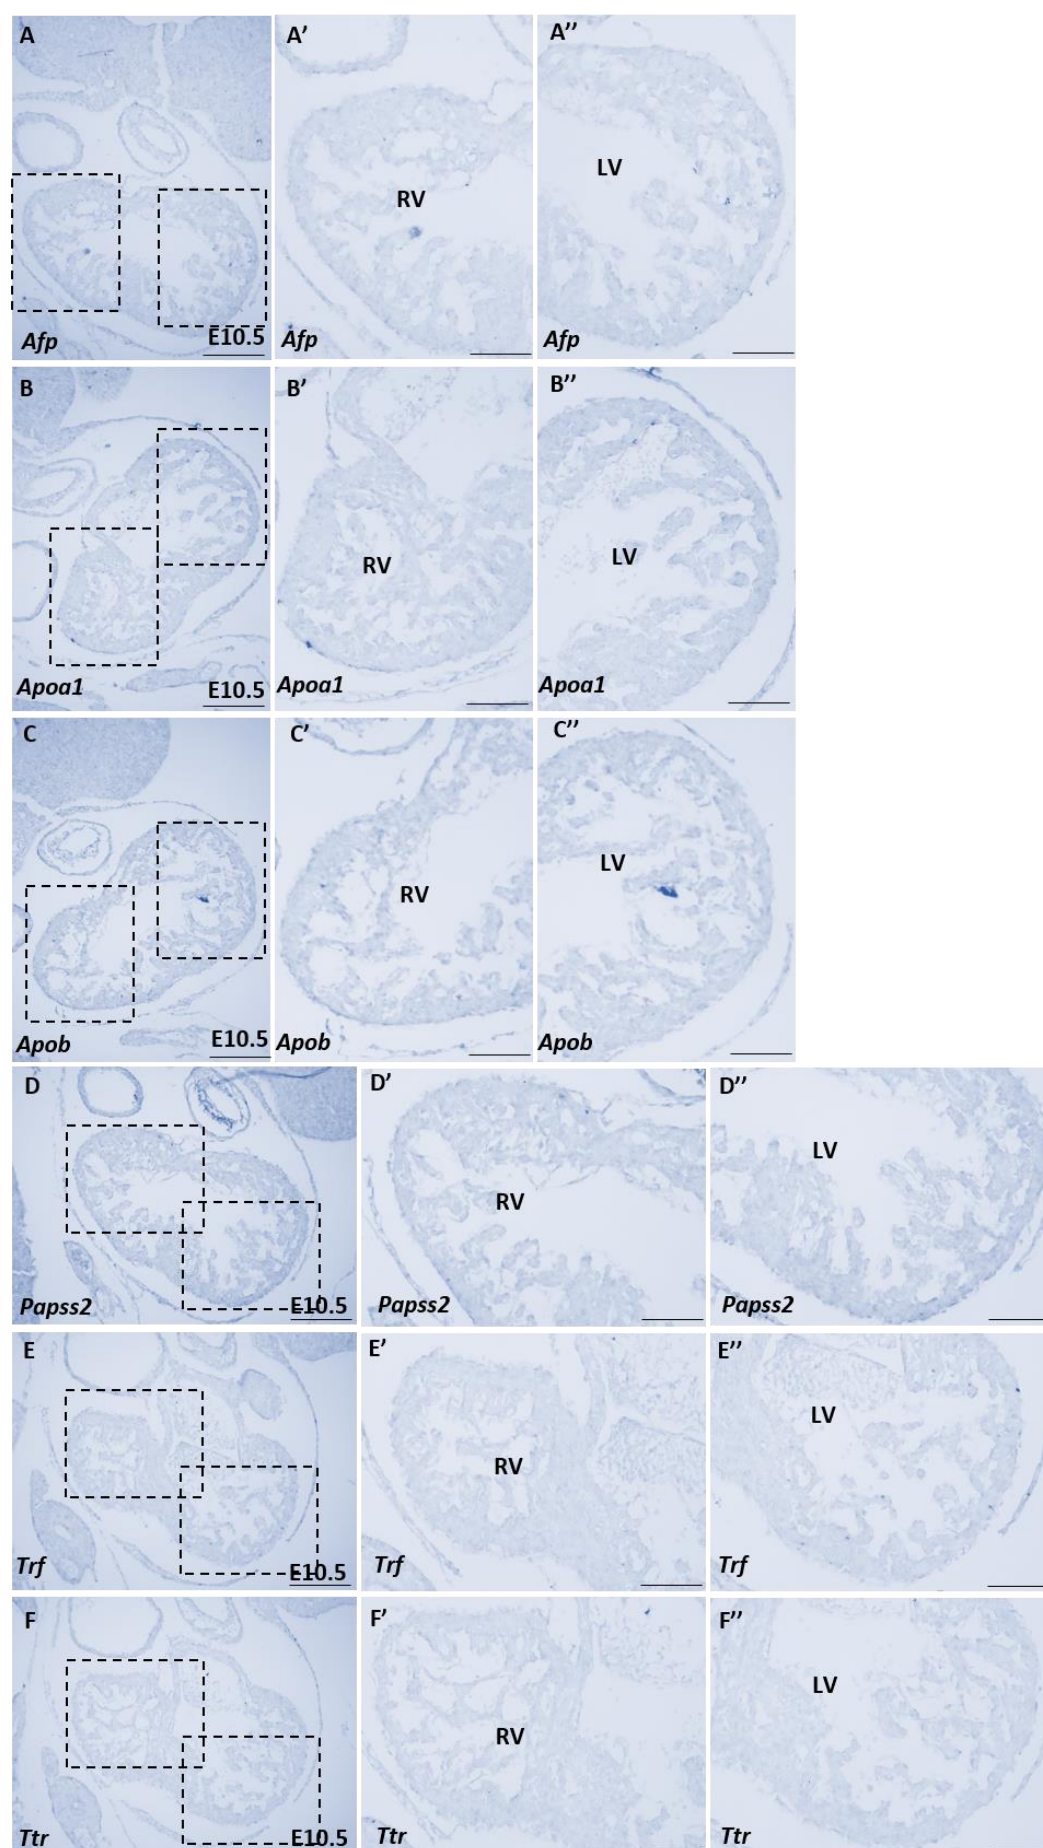 A A’ A’’
RV LV
Afp E10.5 Afp Afp
B B’ B’’
RV LV
Apoa1 E10.5 Apoa1 Apoa1
C C’ C’’
RV LV
Apob E10.5 Apob Apob
D D’ D’’
RV LV
Papss2 E10.5 Papss2 Papss2
E E’ E’’
RV LV
Trf E10.5 Trf Trf
F F’ F’’
RV LV
Ttr E10.5 Ttr Ttr